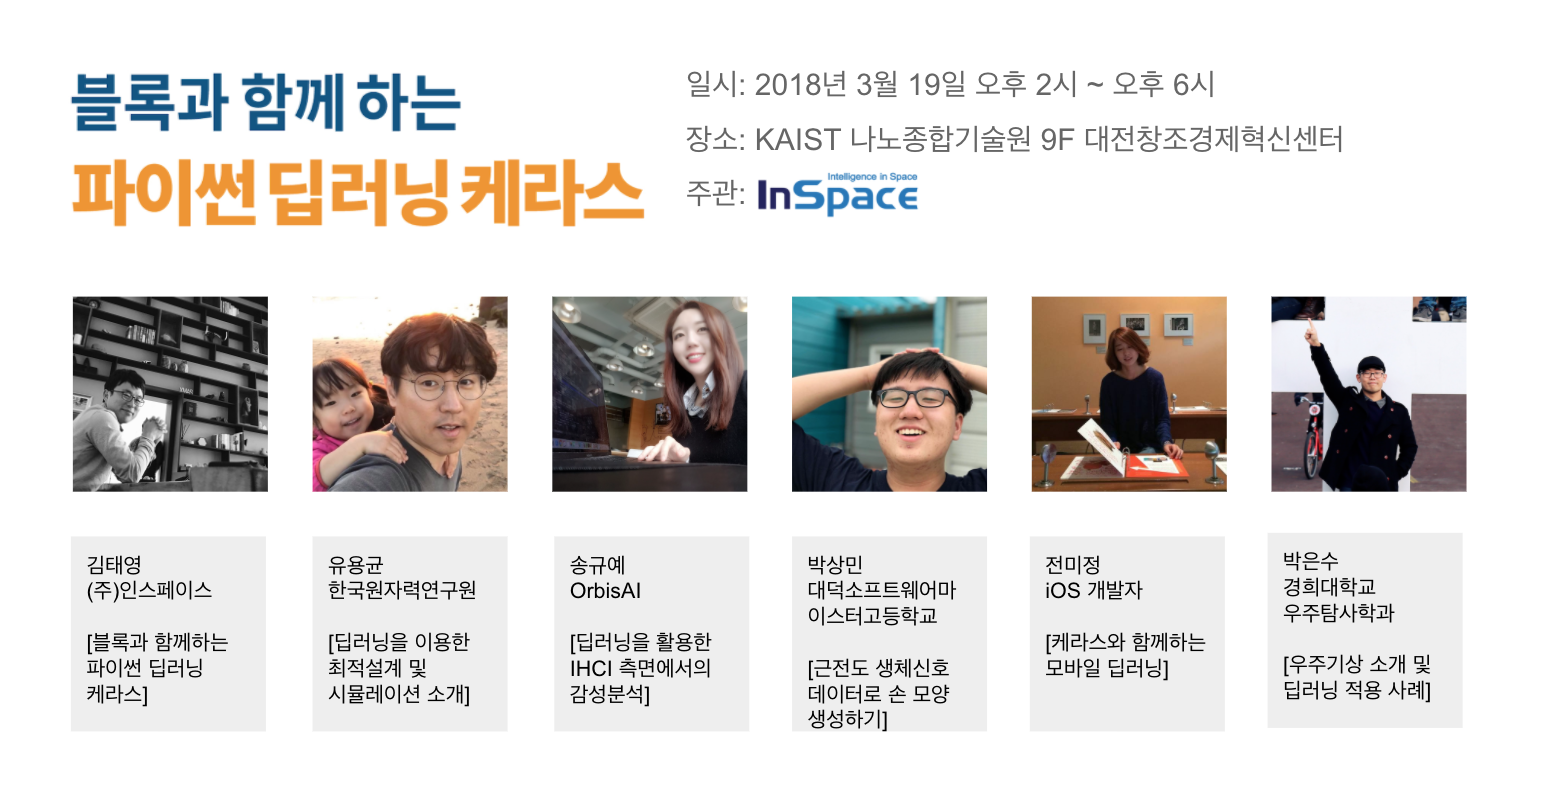 블록과 함께 하는
파이썬 딥러닝 케라스
일시: 2018년 3월 19일 오후 2시 ~ 오후 6시
장소: KAIST 나노종합기술원 9F 대전창조경제혁신센터
주관:
Intelligence in Space
InSpace
김태영
(주)인스페이스
[블록과 함께하는
파이썬 딥러닝
케라스]
유용균
한국원자력연구원
[딥러닝을 이용한
최적설계 및
시뮬레이션 소개]
송규예
OrbisAI
[딥러닝을 활용한
IHCI 측면에서의
감성분석]
박상민
대덕소프트웨어마
이스터고등학교
[근전도 생체신호
데이터로 손 모양
생성하기]
전미정
iOS 개발자
[케라스와 함께하는
모바일 딥러닝]
박은수
경희대학교
우주탐사학과
[우주기상 소개 및
딥러닝 적용 사례]